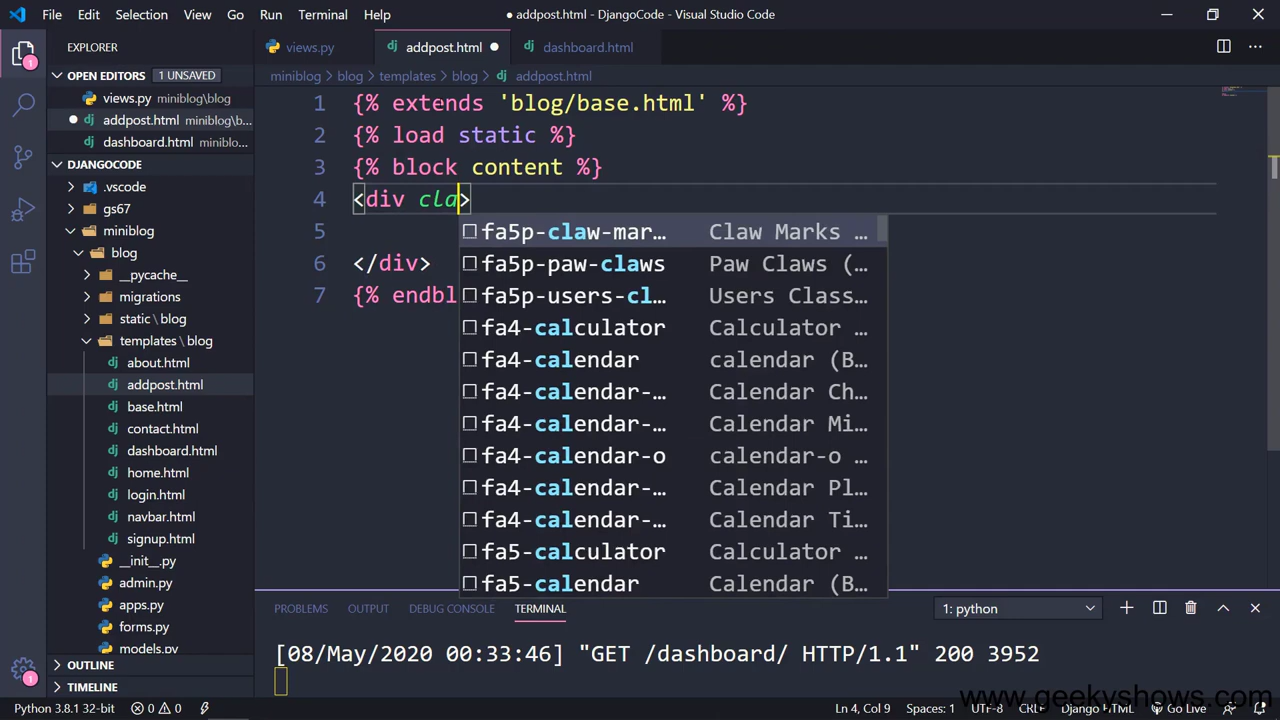 File Edit Selection View Go Run Terminal Help
● addpost.html - DjangoCode - Visual Studio Code
EXPLORER
OPEN EDITORS 1 UNSAVED
views.py miniblog\blog
addpost.html miniblog\b...
dashboard.html miniblo...
DJANGOCODE
.vscode
gs67
miniblog
blog
__pycache__
migrations
static \ blog
templates \ blog
about.html
addpost.html
base.html
contact.html
dashboard.html
home.html
login.html
navbar.html
signup.html
__init__.py
admin.py
apps.py
forms.py
models.py
OUTLINE
TIMELINE
views.py
dj addpost.html ●
dj dashboard.html
miniblog > blog > templates > blog > dj addpost.html
1 {% extends 'blog/base.html' %}
2 {% load static %}
3 {% block content %}
4 <div cla>
5
6 </div>
7 {% endbl
fa5p-claw-mar… Claw Marks …
fa5p-paw-claws Paw Claws (…
fa5p-users-cl… Users Class…
fa4-calculator Calculator …
fa4-calendar calendar (B…
fa4-calendar-… Calendar Ch…
fa4-calendar-… Calendar Mi…
fa4-calendar-o calendar-o …
fa4-calendar-… Calendar Pl…
fa4-calendar-… Calendar Ti…
fa5-calculator Calculator …
fa5-calendar Calendar (B…
PROBLEMS OUTPUT DEBUG CONSOLE TERMINAL 1: python
[08/May/2020 00:33:46] "GET /dashboard/ HTTP/1.1" 200 3952
www.geekyshows.com
Python 3.8.1 32-bit 0 0 Ln 4, Col 9 Spaces: 1 UTF-8 CRLF Django HTML Go Live